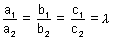 a₁/a₂ = b₁/b₂ = c₁/c₂ = λ